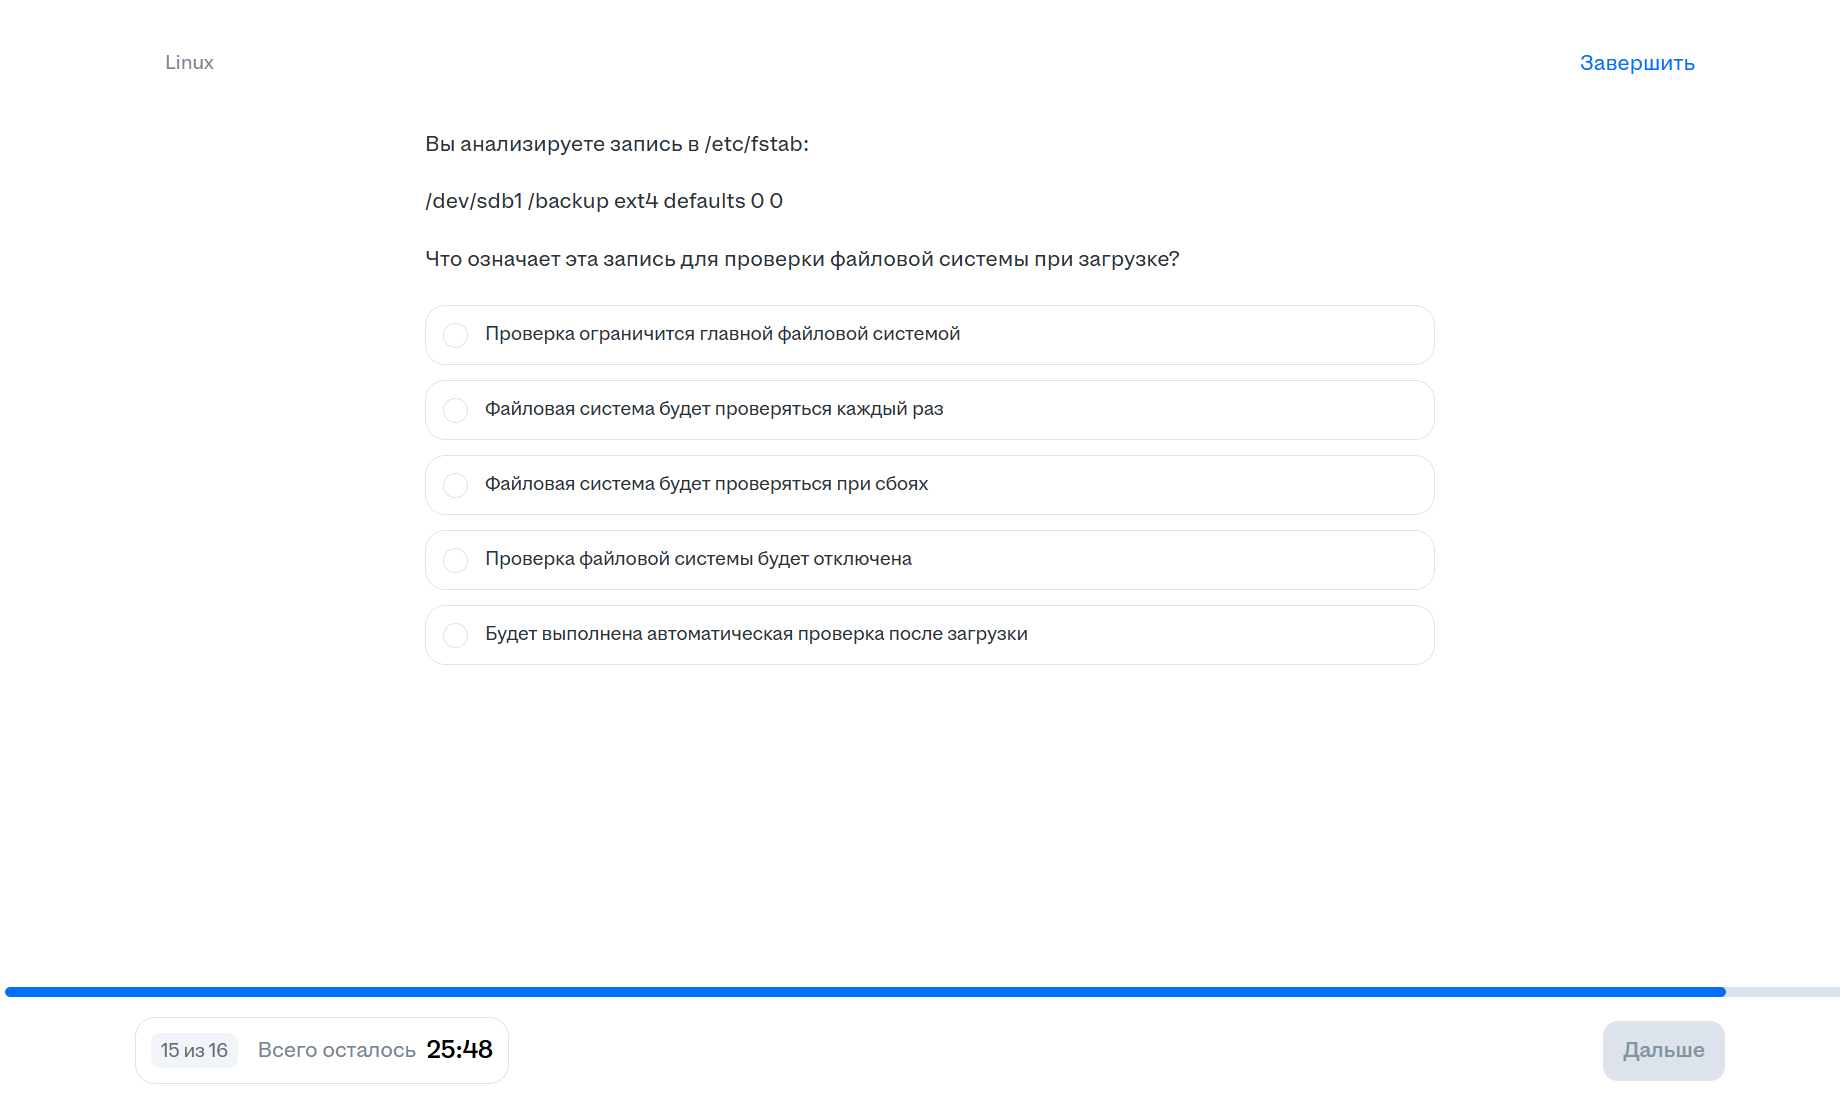 Linux
Завершить
Вы анализируете запись в /etc/fstab:
/dev/sdb1 /backup ext4 defaults 0 0
Что означает эта запись для проверки файловой системы при загрузке?
Проверка ограничится главной файловой системой
Файловая система будет проверяться каждый раз
Файловая система будет проверяться при сбоях
Проверка файловой системы будет отключена
Будет выполнена автоматическая проверка после загрузки
15 из 16 Всего осталось 25:48
Дальше